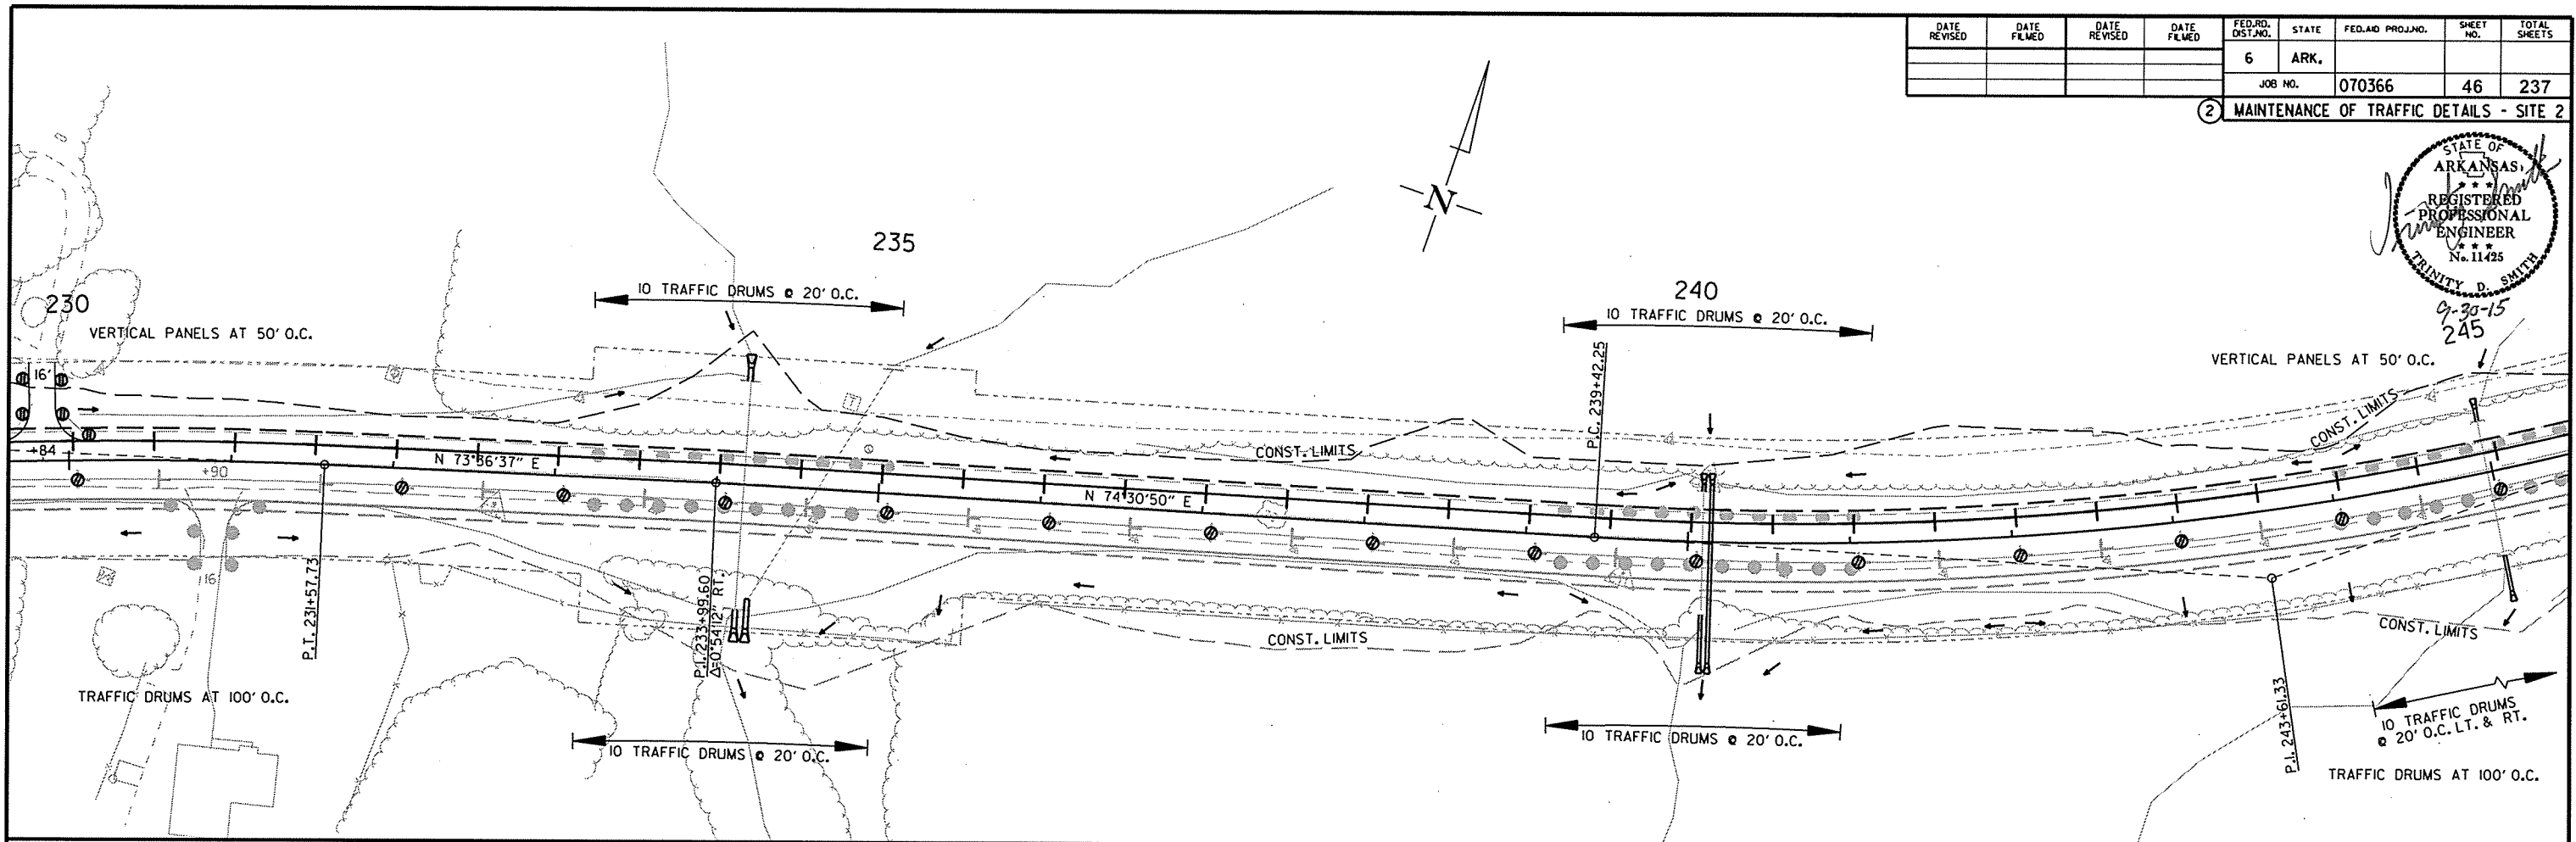 DATE REVISED
DATE FILMED
DATE REVISED
DATE FILMED
FED.RD. DIST.NO.
STATE
FED.AID PROJ.NO.
SHEET NO.
TOTAL SHEETS
6
ARK.
JOB NO.
070366
46
237
2
MAINTENANCE OF TRAFFIC DETAILS - SITE 2
STATE OF
ARKANSAS
★ ★ ★
REGISTERED
PROFESSIONAL
ENGINEER
★ ★ ★
No. 11425
TRINITY D. SMITH
9-30-15
N
230
235
240
245
VERTICAL PANELS AT 50' O.C.
10 TRAFFIC DRUMS @ 20' O.C.
10 TRAFFIC DRUMS @ 20' O.C.
VERTICAL PANELS AT 50' O.C.
16'
T
P.C. 239+42.25
CONST. LIMITS
CONST. LIMITS
+84
+90
N 73°36'37" E
N 74°30'50" E
16'
P.T. 231+57.73
P.I. 233+99.60
Δ=0°54'12" RT.
CONST. LIMITS
CONST. LIMITS
TRAFFIC DRUMS AT 100' O.C.
10 TRAFFIC DRUMS @ 20' O.C.
10 TRAFFIC DRUMS @ 20' O.C.
P.I. 243+61.33
10 TRAFFIC DRUMS
@ 20' O.C. LT. & RT.
TRAFFIC DRUMS AT 100' O.C.